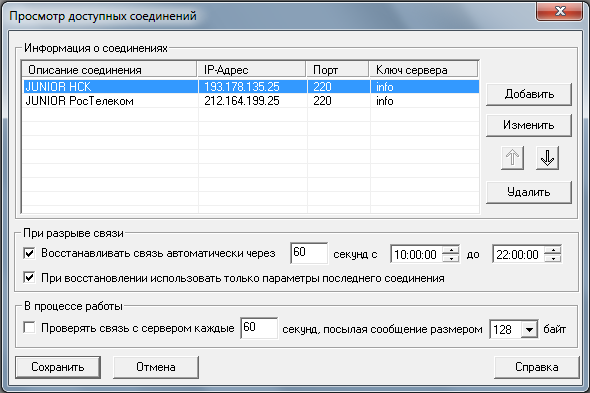 Просмотр доступных соединений
Информация о соединениях
Описание соединения IP-Адрес Порт Ключ сервера
JUNIOR НСК 193.178.135.25 220 info
JUNIOR РосТелеком 212.164.199.25 220 info
Добавить
Изменить
Удалить
При разрыве связи
Восстанавливать связь автоматически через 60 секунд с 10:00:00 до 22:00:00
При восстановлении использовать только параметры последнего соединения
В процессе работы
Проверять связь с сервером каждые 60 секунд, посылая сообщение размером 128 байт
Сохранить Отмена Справка